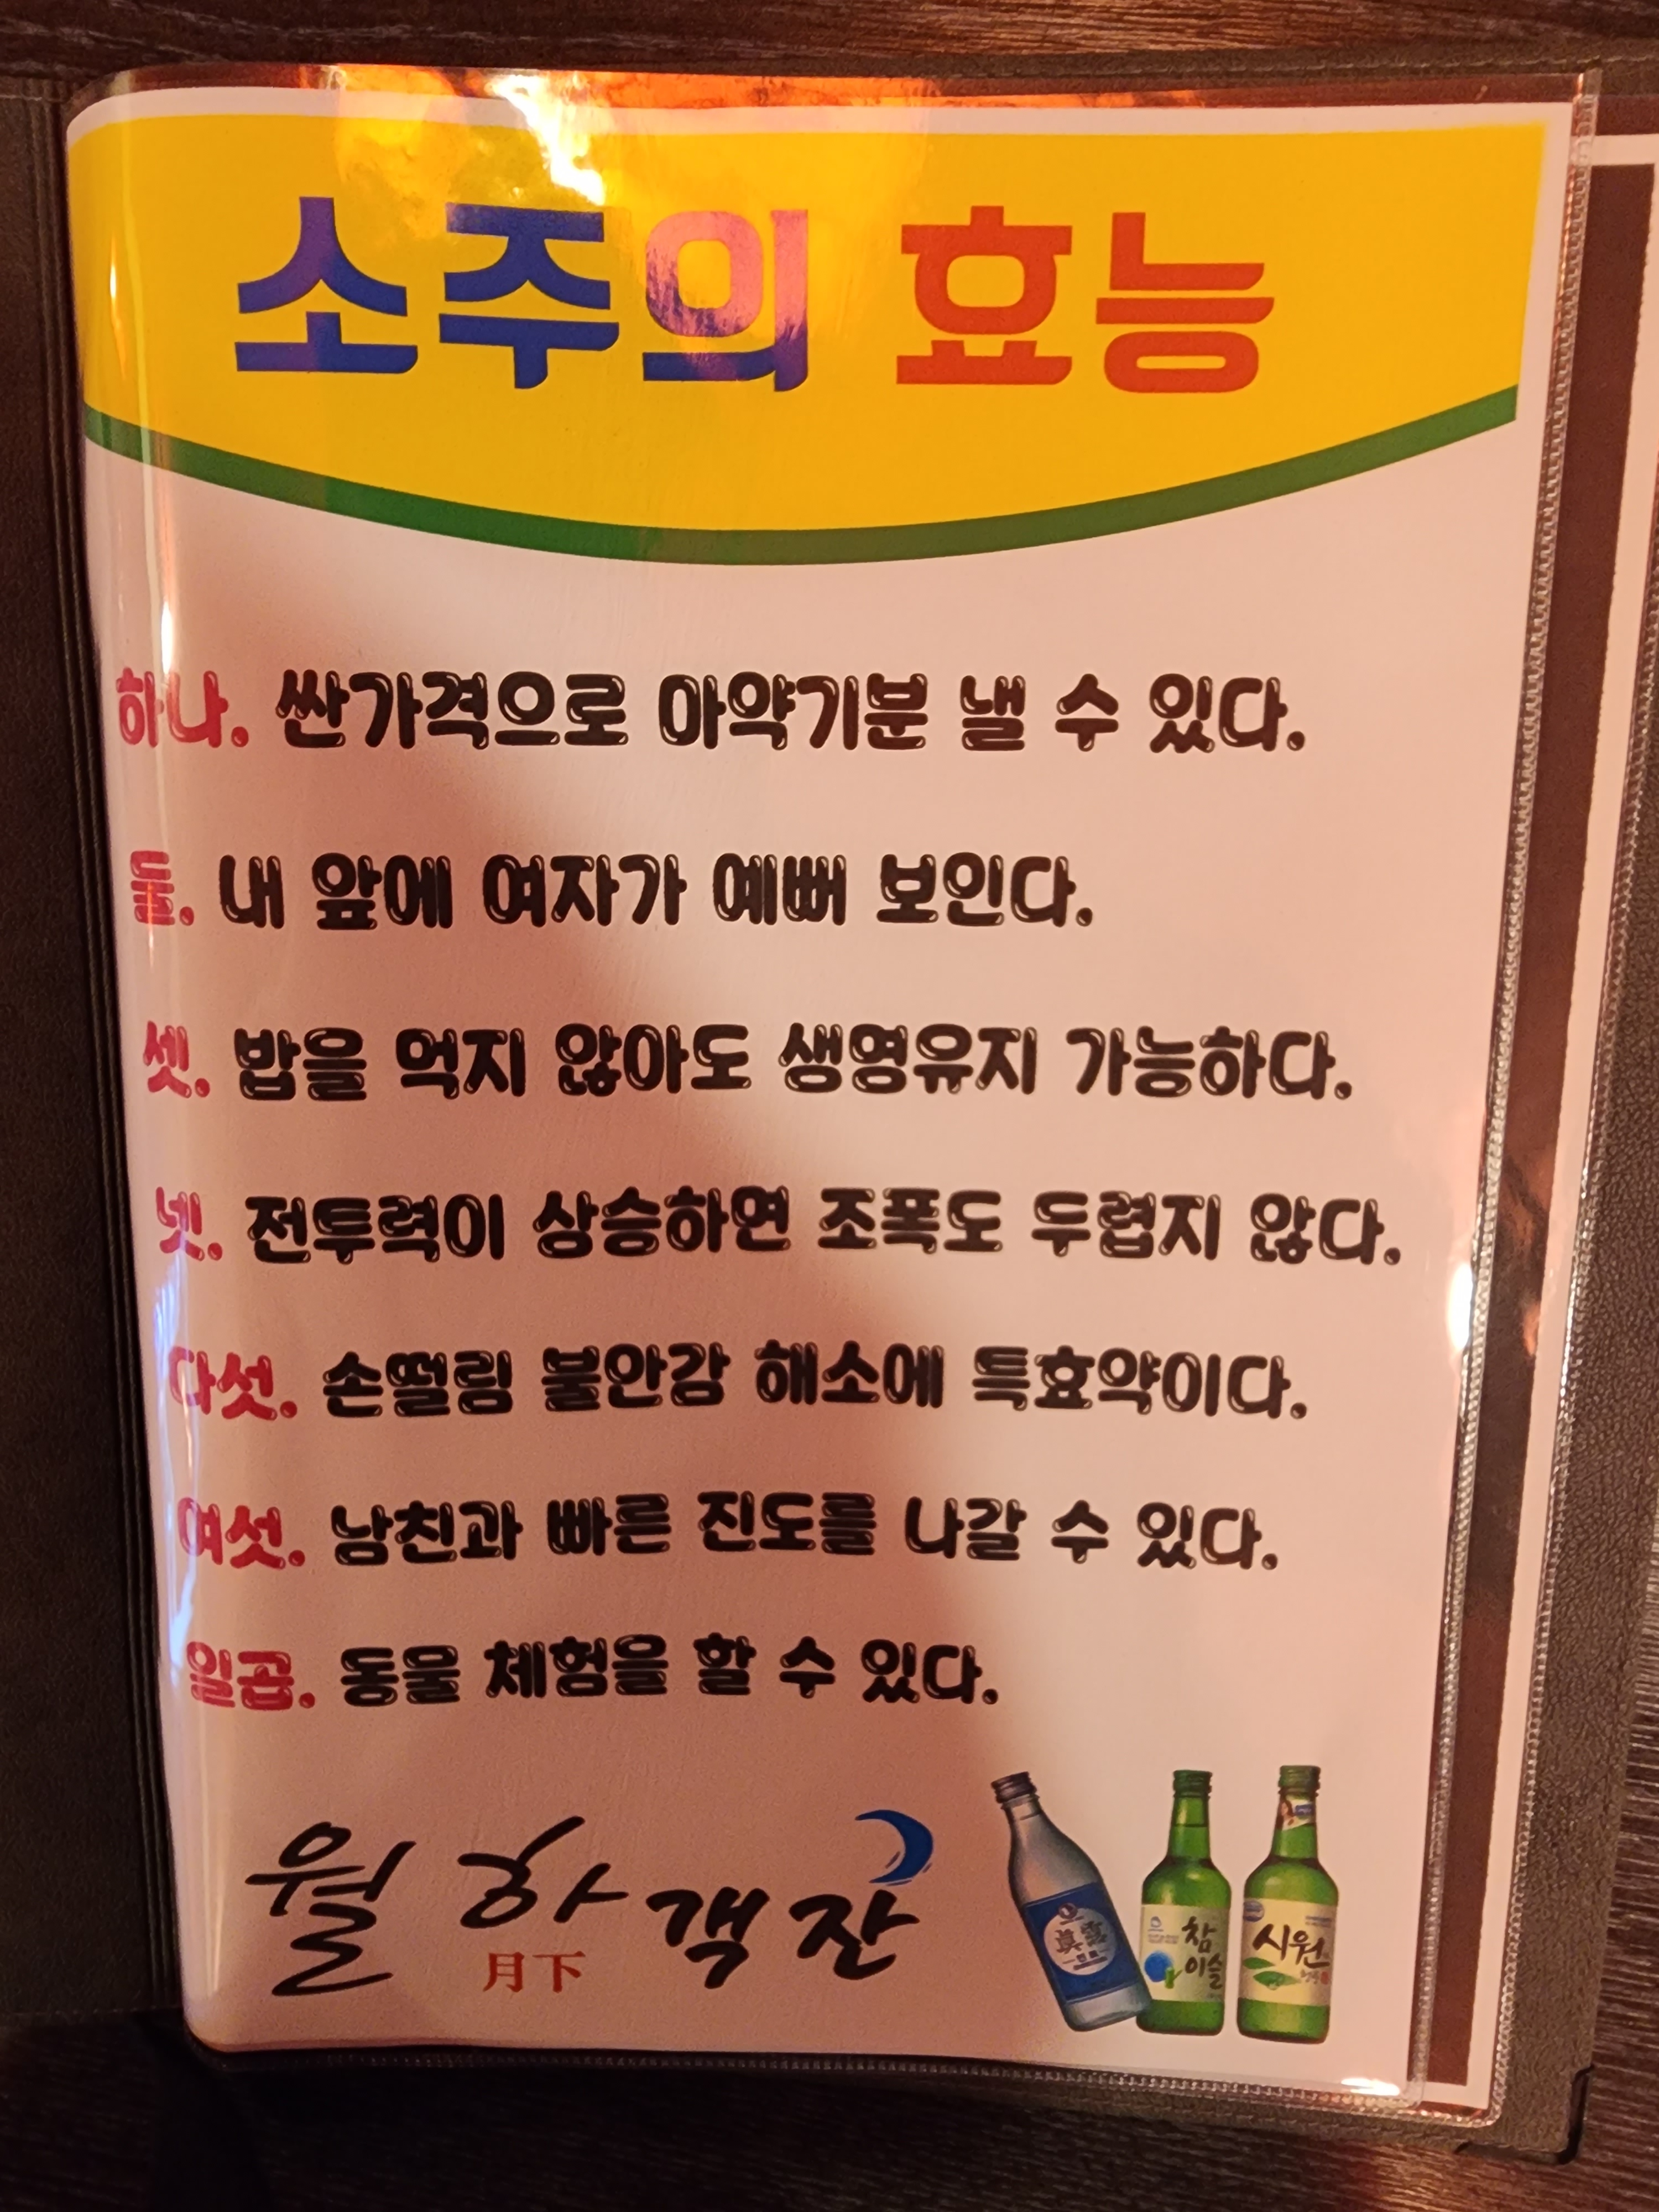 소주의 효능
하나. 싼가격으로 마약기분 낼 수 있다.
둘. 내 앞에 여자가 예뻐 보인다.
셋. 밥을 먹지 않아도 생명유지 가능하다.
넷. 전투력이 상승하면 조폭도 두렵지 않다.
다섯. 손떨림 불안감 해소에 특효약이다.
여섯. 남친과 빠른 진도를 나갈 수 있다.
일곱. 동물 체험을 할 수 있다.
월하객잔
月下
眞露
참
이슬
시원